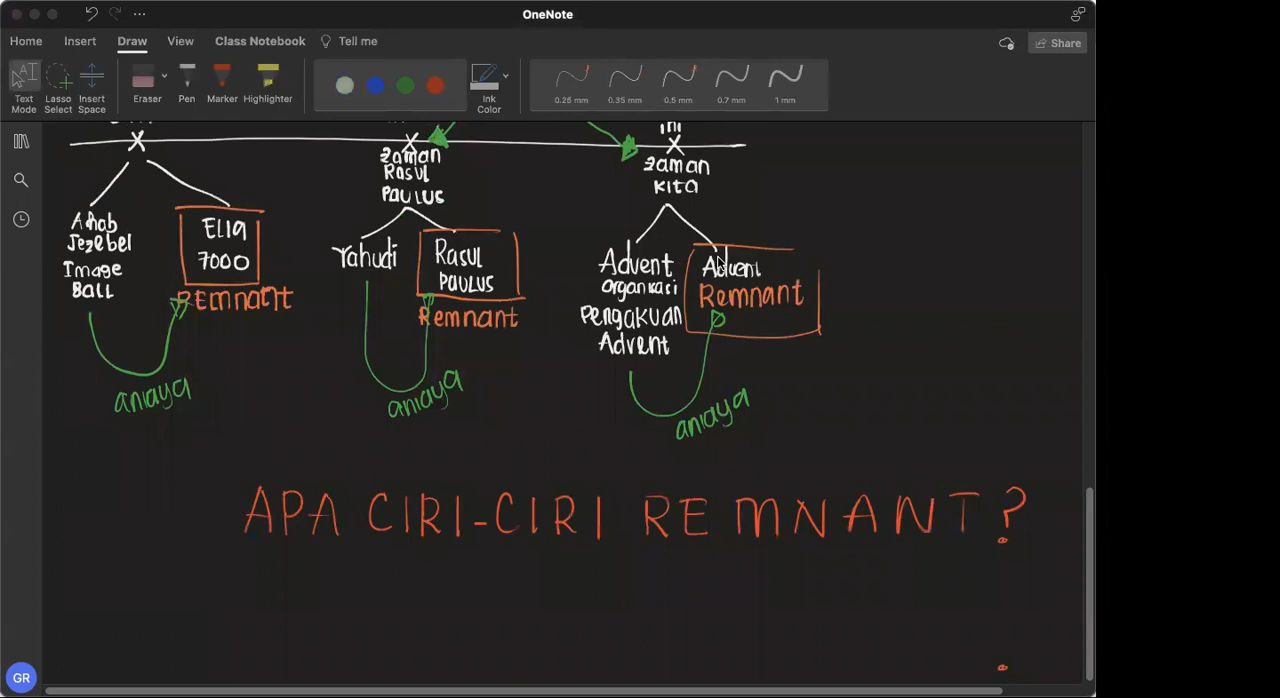 OneNote
Home Insert Draw View Class Notebook Tell me
Share
Text Mode
Lasso Select
Insert Space
Eraser
Pen
Marker
Highlighter
Ink Color
0.25 mm
0.35 mm
0.5 mm
0.7 mm
1 mm
ini
Zaman
Rasul
PAULUS
Zaman
KITA
Ahab
Jezebel
Image
BALL
ELIA
7000
REMNANT
Yahudi
RASUL
PAULUS
Remnant
Advent
organisasi
Pengakuan
Advent
Advent
Remnant
aniaya
aniaya
aniaya
APA CIRI-CIRI REMNANT?
GR